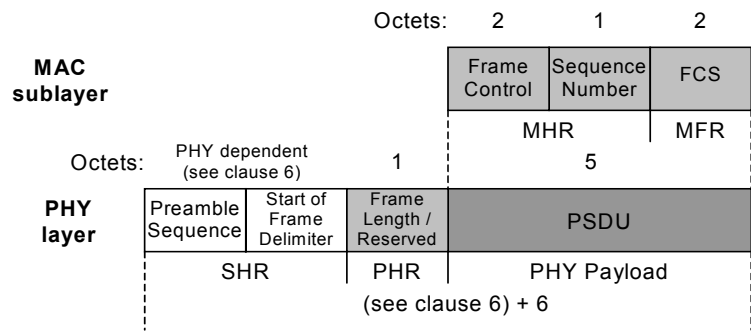 Octets: 2 1 2
MAC sublayer
Frame Control
Sequence Number
FCS
MHR MFR
Octets: PHY dependent (see clause 6) 1 5
PHY layer
Preamble Sequence
Start of Frame Delimiter
Frame Length / Reserved
PSDU
SHR PHR PHY Payload
(see clause 6) + 6